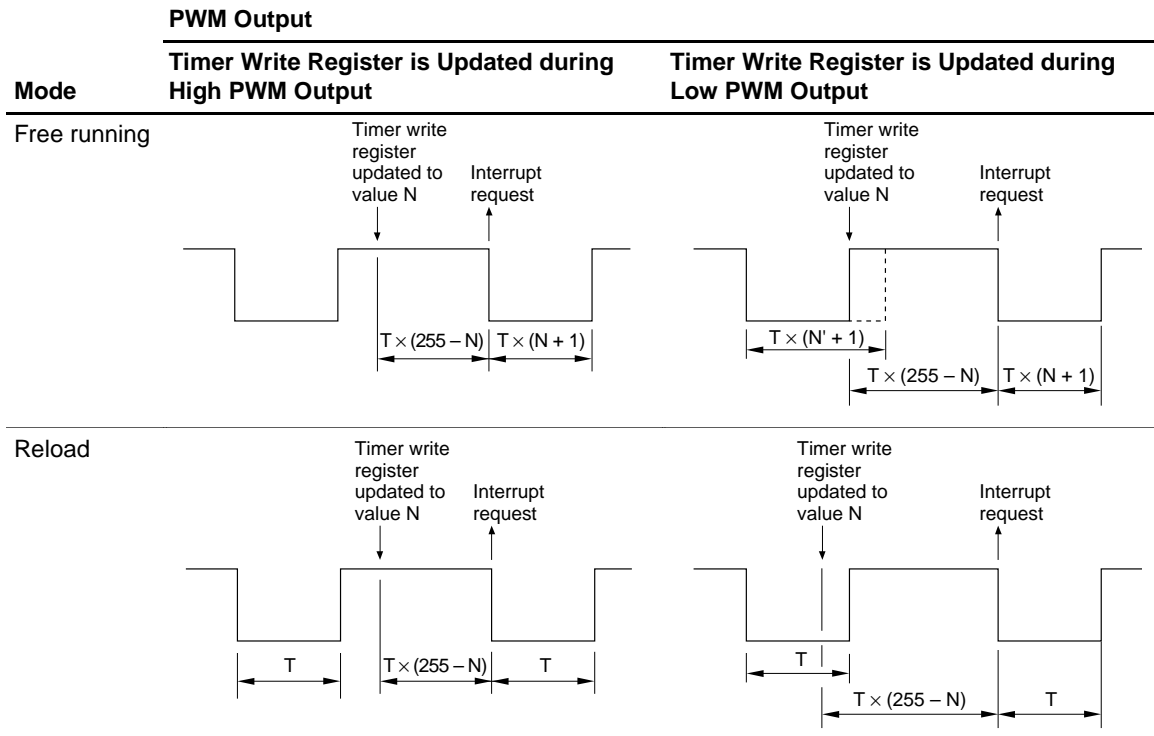 PWM Output
Mode
Timer Write Register is Updated during
High PWM Output
Timer Write Register is Updated during
Low PWM Output
Free running
Timer write
register
updated to
value N
Interrupt
request
T × (255 – N)
T × (N + 1)
Timer write
register
updated to
value N
Interrupt
request
T × (N' + 1)
T × (255 – N)
T × (N + 1)
Reload
Timer write
register
updated to
value N
Interrupt
request
T
T × (255 – N)
T
Timer write
register
updated to
value N
Interrupt
request
T
T × (255 – N)
T